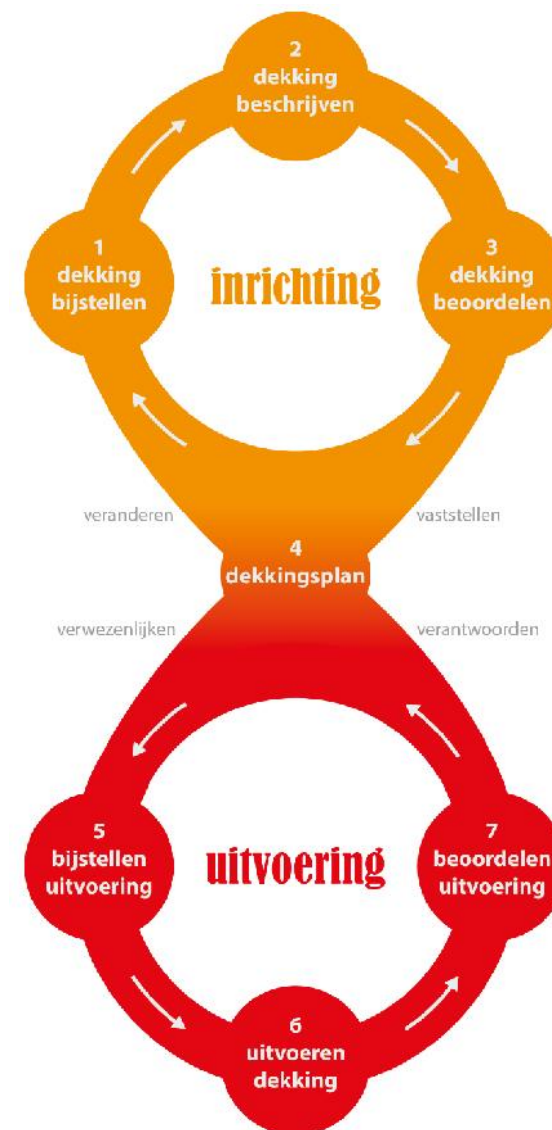 2
dekking
beschrijven
1
dekking
bijstellen
inrichting
3
dekking
beoordelen
veranderen
vaststellen
4
dekkingsplan
verwezenlijken
verantwoorden
5
bijstellen
uitvoering
uitvoering
7
beoordelen
uitvoering
6
uitvoeren
dekking